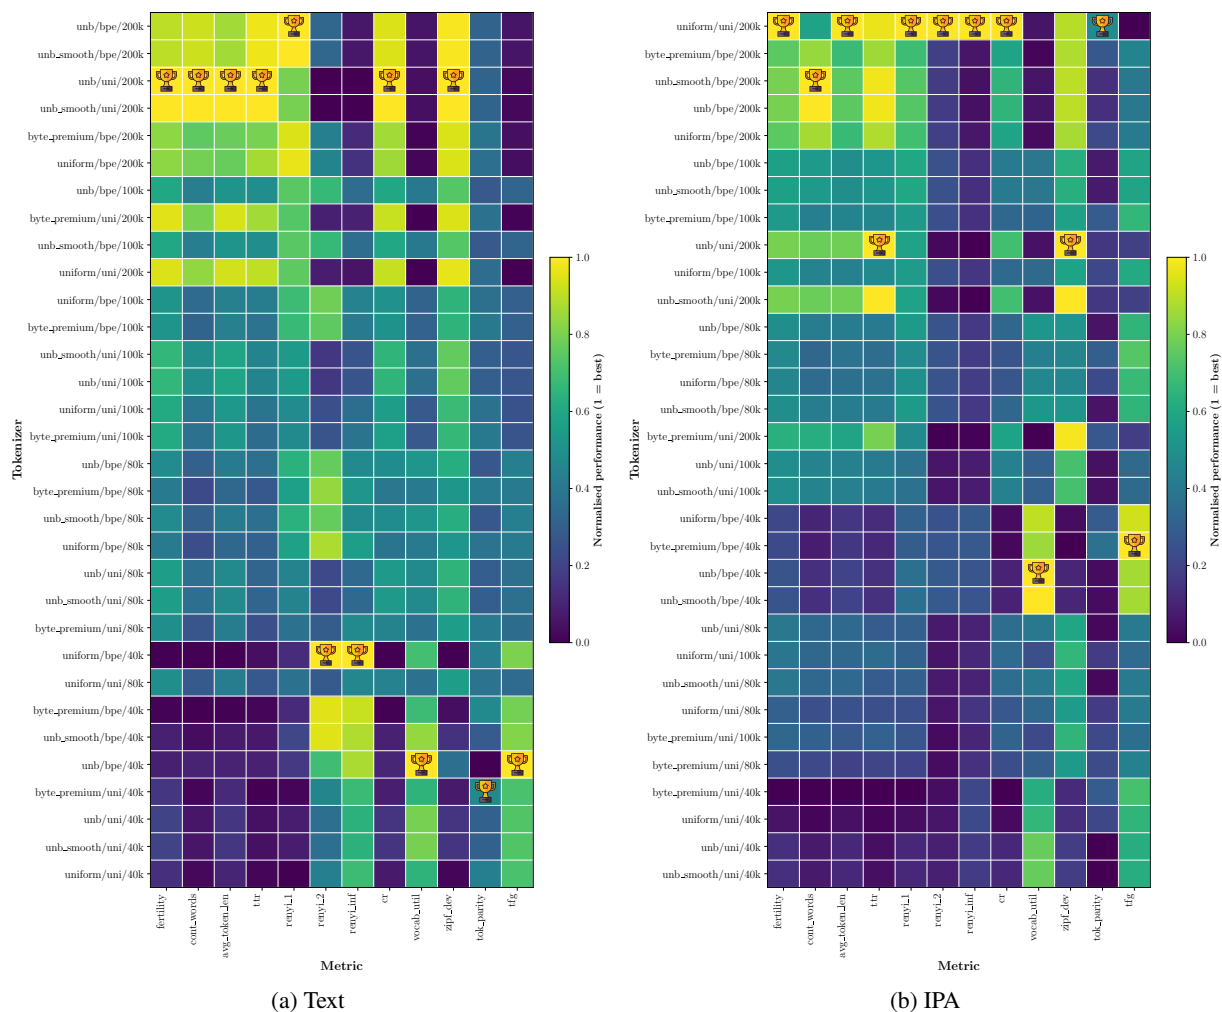 Tokenizer
unb/bpe/200k
unb_smooth/bpe/200k
unb/uni/200k
unb_smooth/uni/200k
byte_premium/bpe/200k
uniform/bpe/200k
unb/bpe/100k
byte_premium/uni/200k
unb_smooth/bpe/100k
uniform/uni/200k
uniform/bpe/100k
byte_premium/bpe/100k
unb_smooth/uni/100k
unb/uni/100k
uniform/uni/100k
byte_premium/uni/100k
unb/bpe/80k
byte_premium/bpe/80k
unb_smooth/bpe/80k
uniform/bpe/80k
unb/uni/80k
unb_smooth/uni/80k
byte_premium/uni/80k
uniform/bpe/40k
uniform/uni/80k
byte_premium/bpe/40k
unb_smooth/bpe/40k
unb/bpe/40k
byte_premium/uni/40k
unb/uni/40k
unb_smooth/uni/40k
uniform/uni/40k
fertility
cont_words
avg_token_len
ttr
renyi_1
renyi_2
renyi_inf
cr
vocab_util
zipf_dev
tok_parity
tfg
Metric
1.0
0.8
0.6
0.4
0.2
0.0
Normalised performance (1 = best)
(a) Text
Tokenizer
uniform/uni/200k
byte_premium/bpe/200k
unb_smooth/bpe/200k
unb/bpe/200k
uniform/bpe/200k
unb/bpe/100k
unb_smooth/bpe/100k
byte_premium/bpe/100k
unb/uni/200k
uniform/bpe/100k
unb_smooth/uni/200k
unb/bpe/80k
byte_premium/bpe/80k
uniform/bpe/80k
unb_smooth/bpe/80k
byte_premium/uni/200k
unb/uni/100k
unb_smooth/uni/100k
uniform/bpe/40k
byte_premium/bpe/40k
unb/bpe/40k
unb_smooth/bpe/40k
unb/uni/80k
uniform/uni/100k
unb_smooth/uni/80k
uniform/uni/80k
byte_premium/uni/100k
byte_premium/uni/80k
byte_premium/uni/40k
uniform/uni/40k
unb/uni/40k
unb_smooth/uni/40k
fertility
cont_words
avg_token_len
ttr
renyi_1
renyi_2
renyi_inf
cr
vocab_util
zipf_dev
tok_parity
tfg
Metric
1.0
0.8
0.6
0.4
0.2
0.0
Normalised performance (1 = best)
(b) IPA